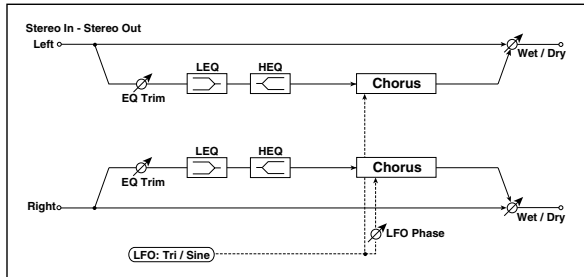 Stereo In - Stereo Out
Left
Wet / Dry
LEQ
HEQ
EQ Trim
Chorus
LEQ
HEQ
EQ Trim
Chorus
Right
Wet / Dry
LFO Phase
LFO: Tri / Sine